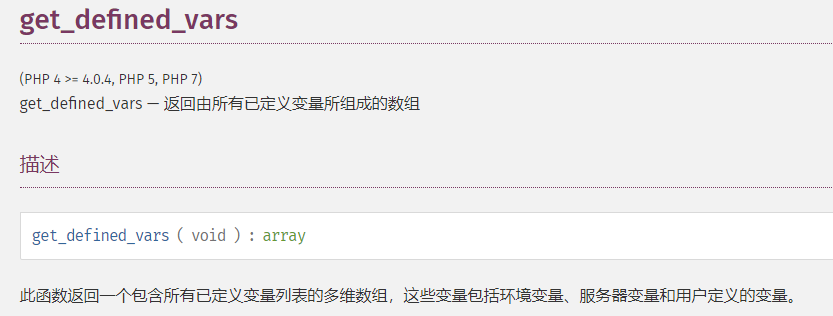 get_defined_vars
(PHP 4 >= 4.0.4, PHP 5, PHP 7)
get_defined_vars — 返回由所有已定义变量所组成的数组
描述
get_defined_vars ( void ) : array
此函数返回一个包含所有已定义变量列表的多维数组，这些变量包括环境变量、服务器变量和用户定义的变量。